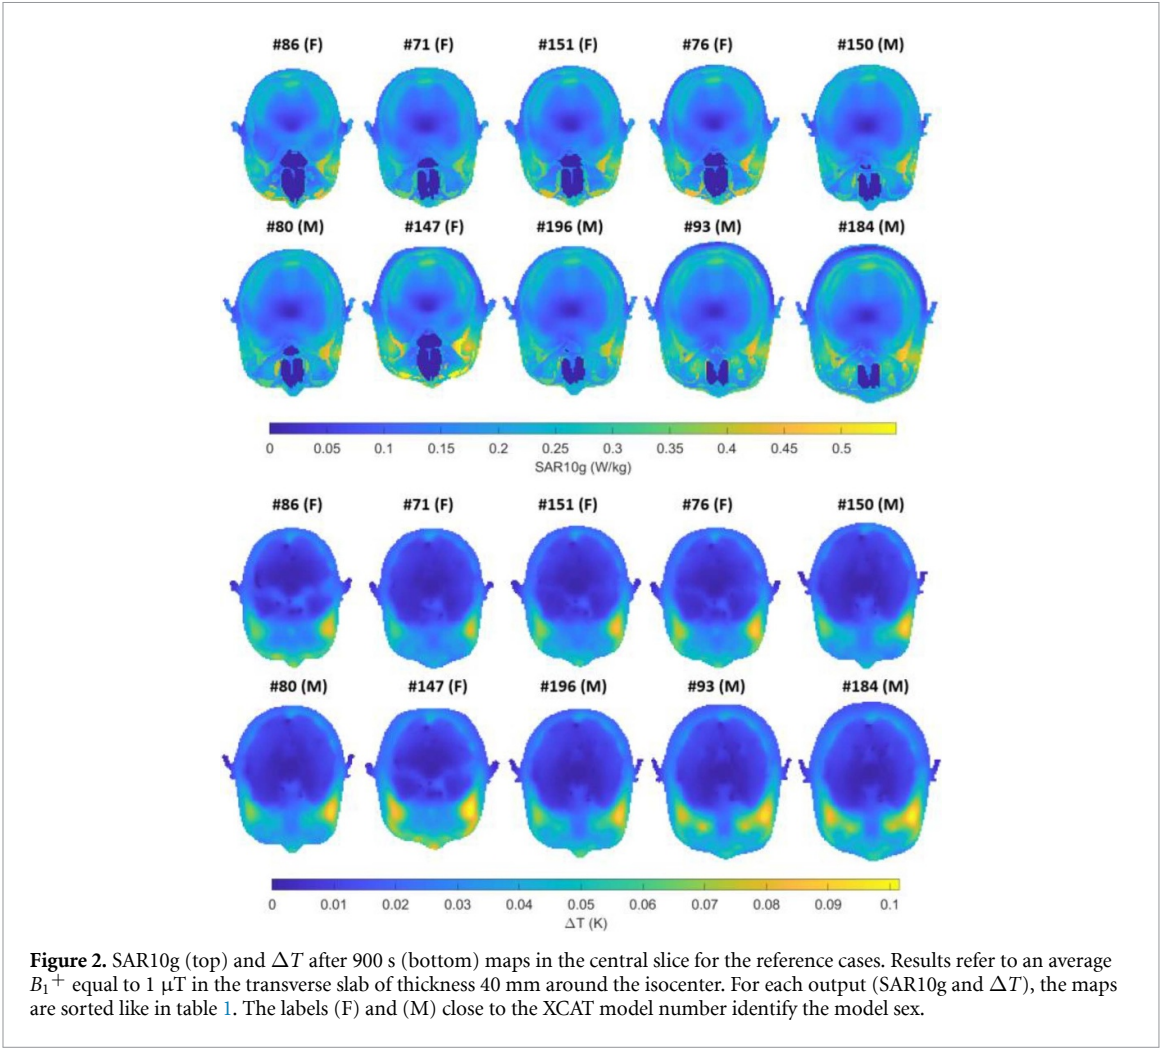 #86 (F) #71 (F) #151 (F) #76 (F) #150 (M)
#80 (M) #147 (F) #196 (M) #93 (M) #184 (M)
0 0.05 0.1 0.15 0.2 0.25 0.3 0.35 0.4 0.45 0.5
SAR10g (W/kg)
#86 (F) #71 (F) #151 (F) #76 (F) #150 (M)
#80 (M) #147 (F) #196 (M) #93 (M) #184 (M)
0 0.01 0.02 0.03 0.04 0.05 0.06 0.07 0.08 0.09 0.1
ΔT (K)
Figure 2. SAR10g (top) and ΔT after 900 s (bottom) maps in the central slice for the reference cases. Results refer to an average
B₁⁺ equal to 1 μT in the transverse slab of thickness 40 mm around the isocenter. For each output (SAR10g and ΔT), the maps
are sorted like in table 1. The labels (F) and (M) close to the XCAT model number identify the model sex.